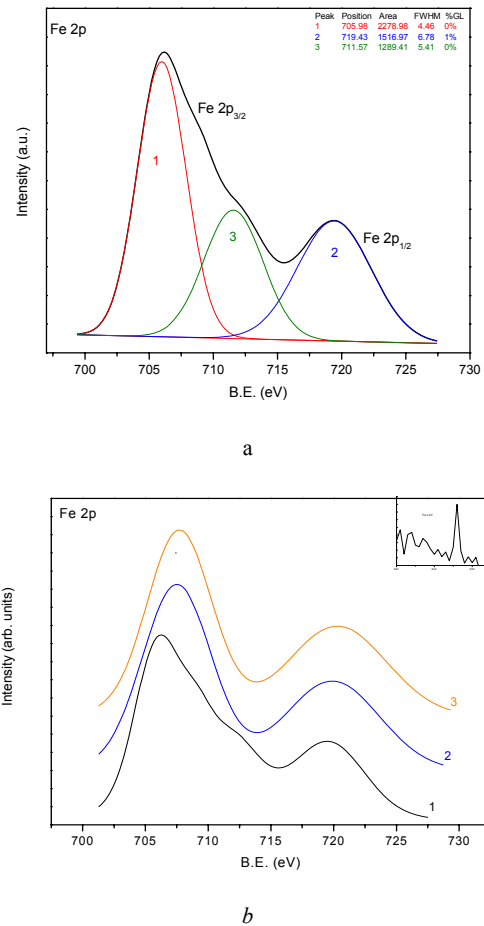 Fe 2p
Peak Position Area FWHM %GL
1 705.98 2278.98 4.46 0%
2 719.43 1516.97 6.78 1%
3 711.57 1289.41 5.41 0%
Fe 2p3/2
1
3
2
Fe 2p1/2
Intensity (a.u.)
700 705 710 715 720 725 730
B.E. (eV)
a
Fe 2p
3
2
1
Intensity (arb. units)
700 705 710 715 720 725 730
B.E. (eV)
b